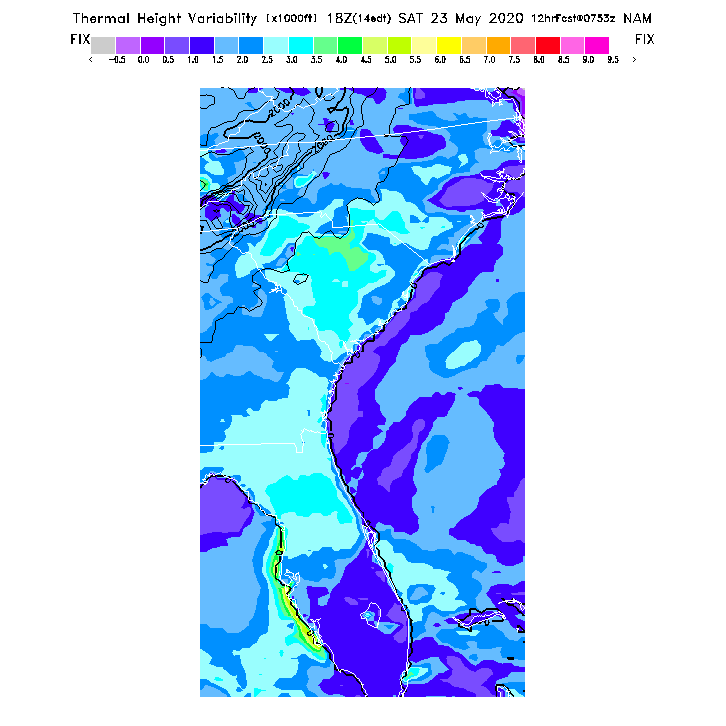 Thermal Height Variability [x1000ft] 18Z(14edt) SAT 23 May 2020 12hrFcst@0753z NAM
FIX FIX
< -0.5 0.0 0.5 1.0 1.5 2.0 2.5 3.0 3.5 4.0 4.5 5.0 5.5 6.0 6.5 7.0 7.5 8.0 8.5 9.0 9.5 >
2000